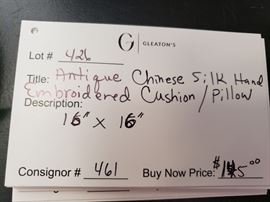 G GLEATON'S
Lot # 426
Title: Antique Chinese Silk Hand
Embroidered Cushion / Pillow
Description:
16" x 16"
Consignor # 461 Buy Now Price: $ 00